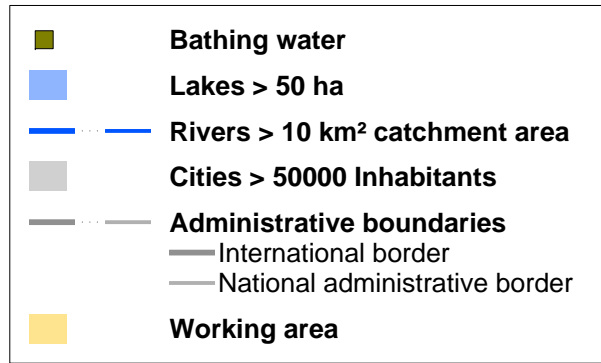 Bathing water
Lakes > 50 ha
Rivers > 10 km² catchment area
Cities > 50000 Inhabitants
Administrative boundaries
International border
National administrative border
Working area